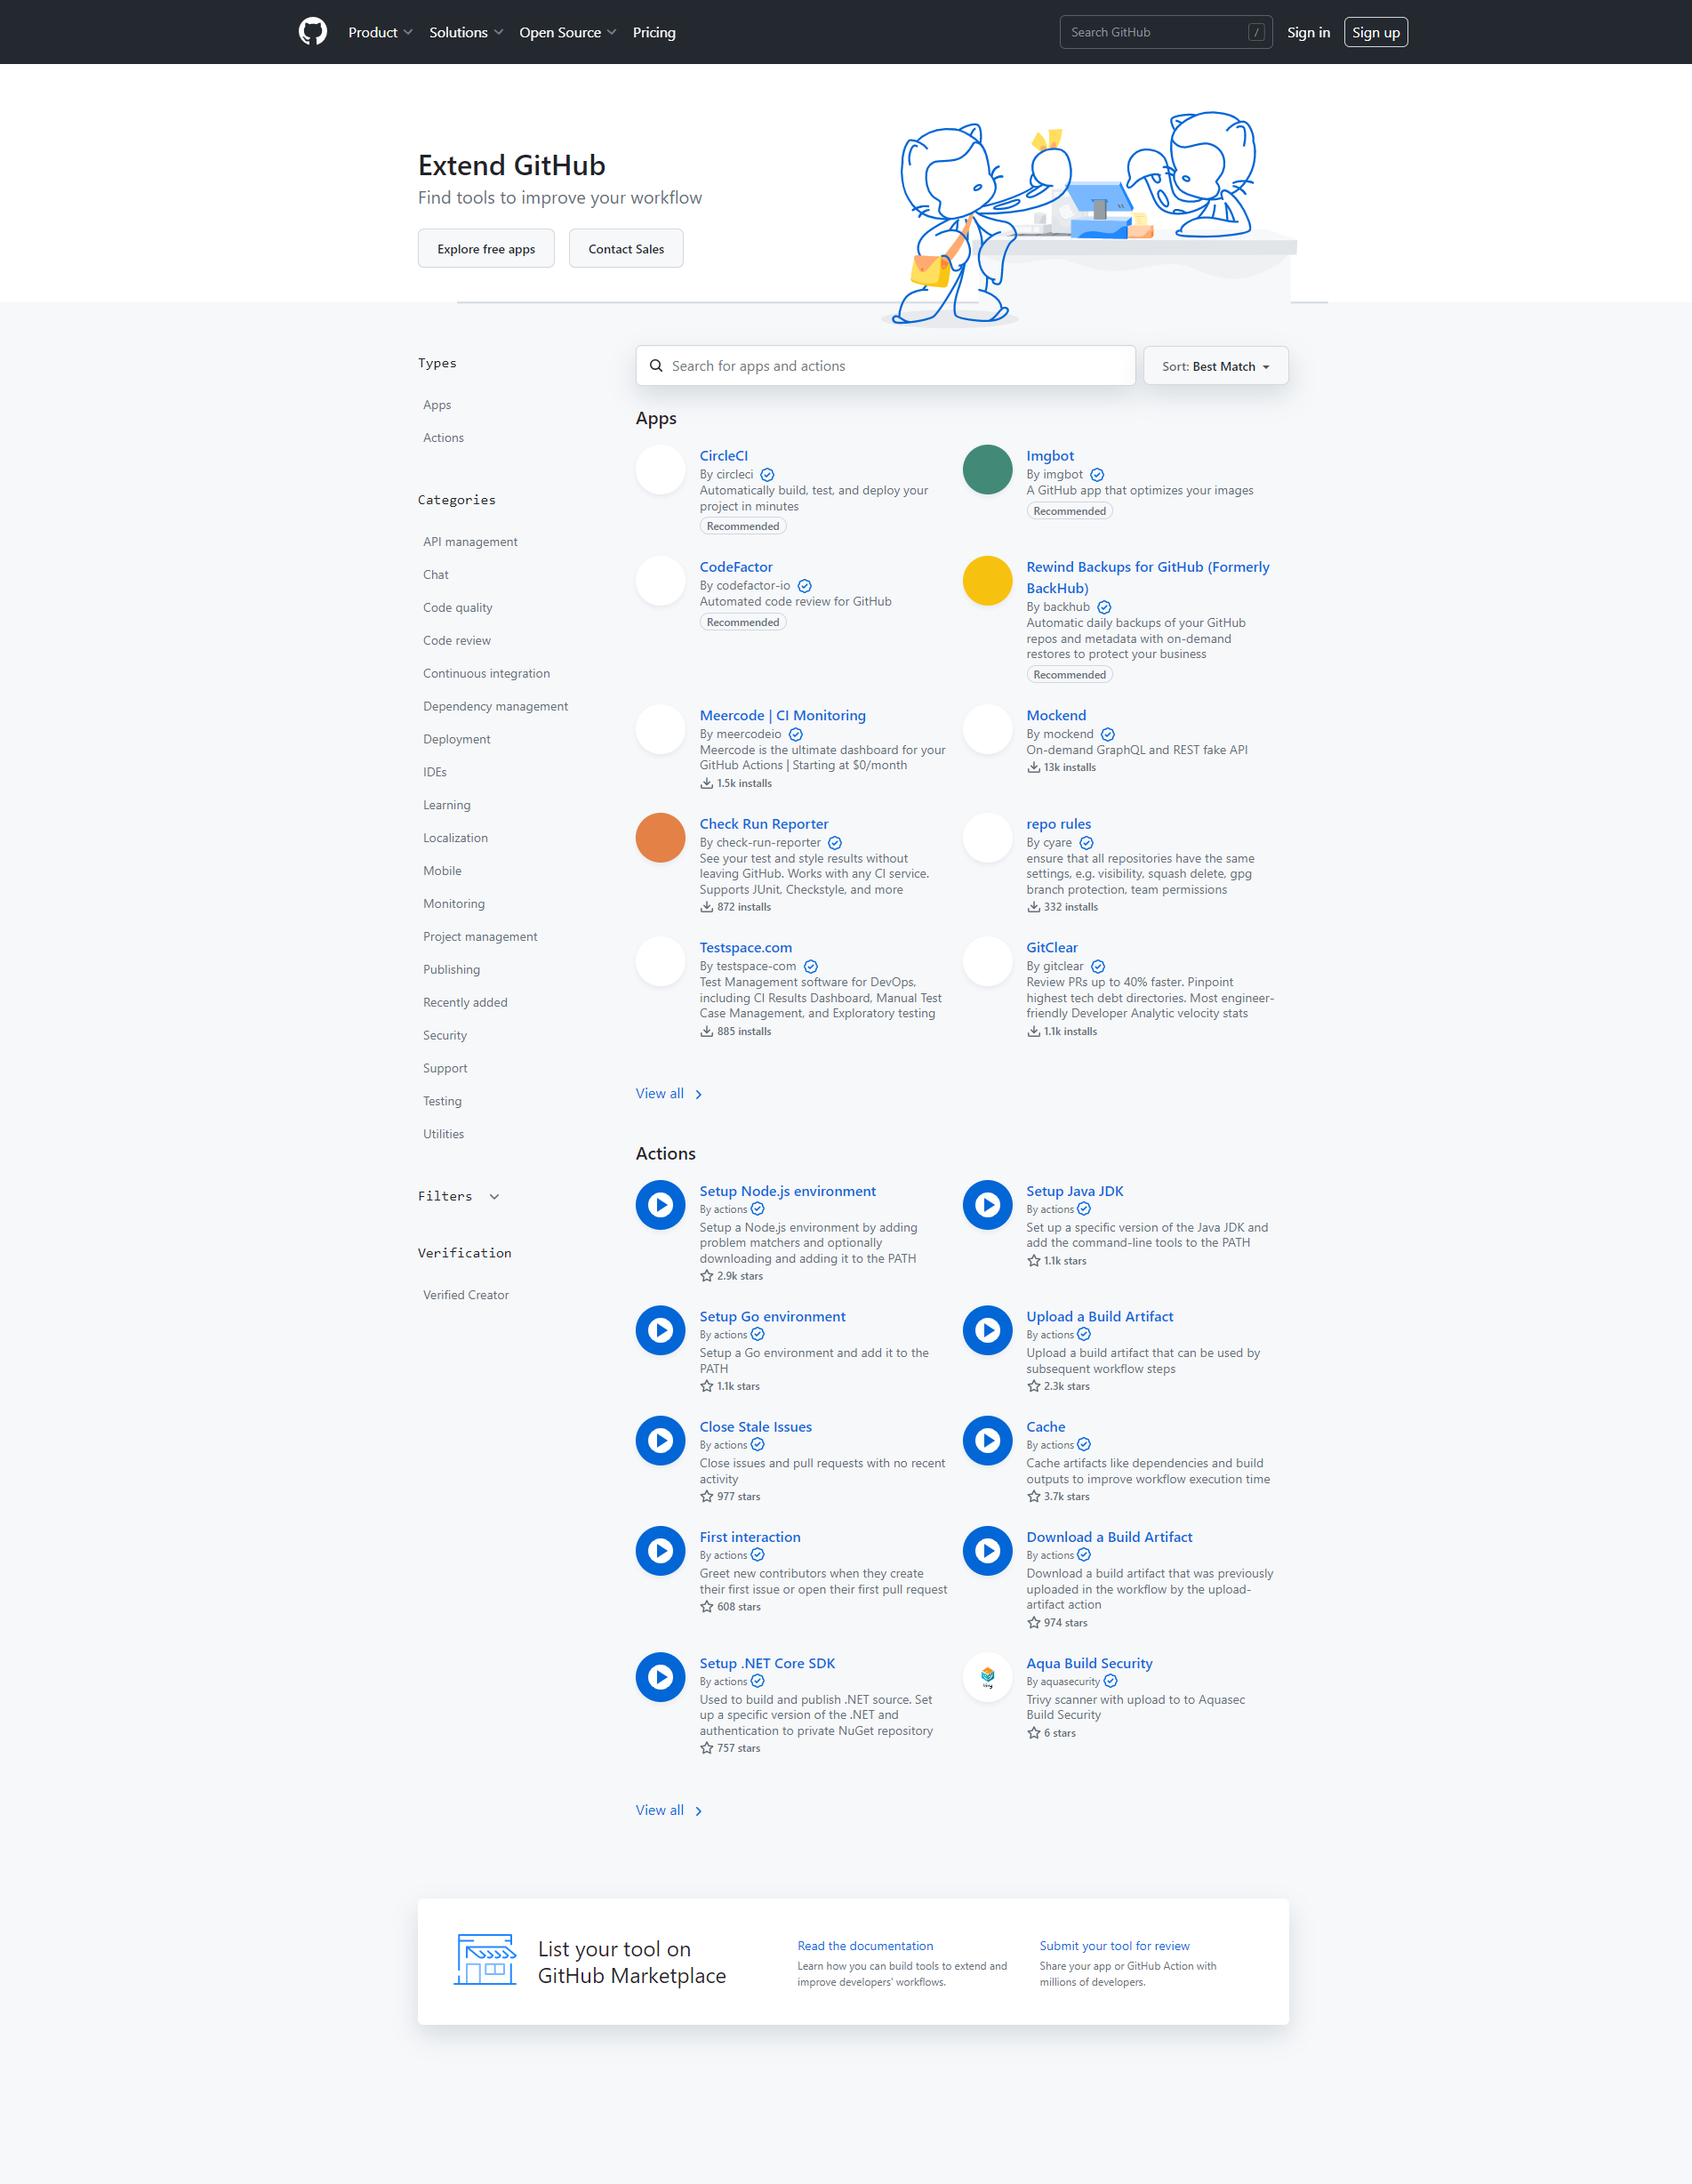 Product
Solutions
Open Source
Pricing
Search GitHub
/
Sign in
Sign up
Extend GitHub
Find tools to improve your workflow
Explore free apps
Contact Sales
Types
Apps
Actions
Categories
API management
Chat
Code quality
Code review
Continuous integration
Dependency management
Deployment
IDEs
Learning
Localization
Mobile
Monitoring
Project management
Publishing
Recently added
Security
Support
Testing
Utilities
Filters
Verification
Verified Creator
Search for apps and actions
Sort: Best Match
Apps
CircleCI
By circleci
Automatically build, test, and deploy your
project in minutes
Recommended
Imgbot
By imgbot
A GitHub app that optimizes your images
Recommended
CodeFactor
By codefactor-io
Automated code review for GitHub
Recommended
Rewind Backups for GitHub (Formerly
BackHub)
By backhub
Automatic daily backups of your GitHub
repos and metadata with on-demand
restores to protect your business
Recommended
Meercode | CI Monitoring
By meercodeio
Meercode is the ultimate dashboard for your
GitHub Actions | Starting at $0/month
1.5k installs
Mockend
By mockend
On-demand GraphQL and REST fake API
13k installs
Check Run Reporter
By check-run-reporter
See your test and style results without
leaving GitHub. Works with any CI service.
Supports JUnit, Checkstyle, and more
872 installs
repo rules
By cyare
ensure that all repositories have the same
settings, e.g. visibility, squash delete, gpg
branch protection, team permissions
332 installs
Testspace.com
By testspace-com
Test Management software for DevOps,
including CI Results Dashboard, Manual Test
Case Management, and Exploratory testing
885 installs
GitClear
By gitclear
Review PRs up to 40% faster. Pinpoint
highest tech debt directories. Most engineer-
friendly Developer Analytic velocity stats
1.1k installs
View all
Actions
Setup Node.js environment
By actions
Setup a Node.js environment by adding
problem matchers and optionally
downloading and adding it to the PATH
2.9k stars
Setup Java JDK
By actions
Set up a specific version of the Java JDK and
add the command-line tools to the PATH
1.1k stars
Setup Go environment
By actions
Setup a Go environment and add it to the
PATH
1.1k stars
Upload a Build Artifact
By actions
Upload a build artifact that can be used by
subsequent workflow steps
2.3k stars
Close Stale Issues
By actions
Close issues and pull requests with no recent
activity
977 stars
Cache
By actions
Cache artifacts like dependencies and build
outputs to improve workflow execution time
3.7k stars
First interaction
By actions
Greet new contributors when they create
their first issue or open their first pull request
608 stars
Download a Build Artifact
By actions
Download a build artifact that was previously
uploaded in the workflow by the upload-
artifact action
974 stars
Setup .NET Core SDK
By actions
Used to build and publish .NET source. Set
up a specific version of the .NET and
authentication to private NuGet repository
757 stars
Aqua Build Security
By aquasecurity
Trivy scanner with upload to to Aquasec
Build Security
6 stars
View all
List your tool on
GitHub Marketplace
Read the documentation
Learn how you can build tools to extend and
improve developers' workflows.
Submit your tool for review
Share your app or GitHub Action with
millions of developers.